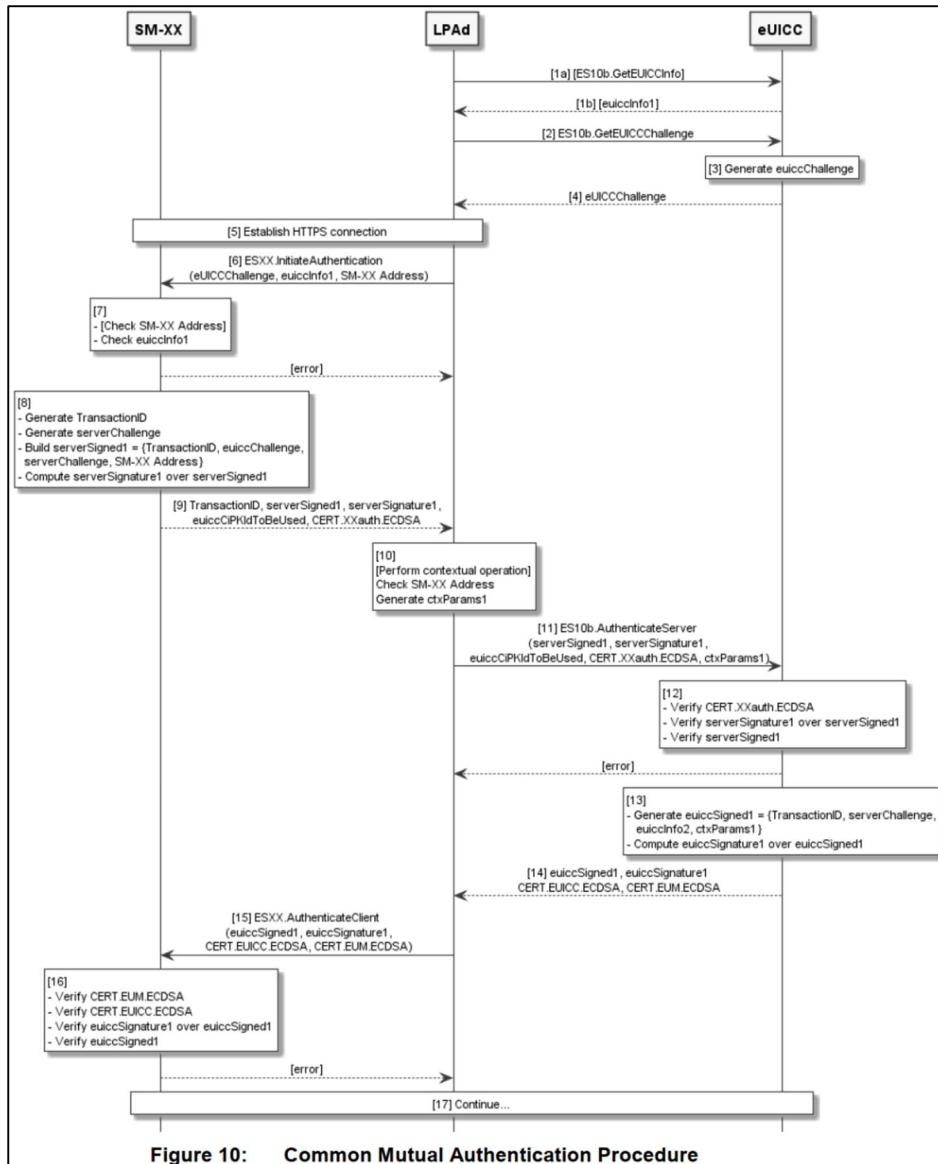 SM-XX
LPAd
eUICC
[1a] [ES10b.GetEUICCInfo]
[1b] [euiccInfo1]
[2] ES10b.GetEUICCChallenge
[3] Generate euiccChallenge
[4] eUICCChallenge
[5] Establish HTTPS connection
[6] ESXX.InitiateAuthentication
(eUICCChallenge, euiccInfo1, SM-XX Address)
[7]
- [Check SM-XX Address]
- Check euiccInfo1
[error]
[8]
- Generate TransactionID
- Generate serverChallenge
- Build serverSigned1 = {TransactionID, euiccChallenge,
serverChallenge, SM-XX Address}
- Compute serverSignature1 over serverSigned1
[9] TransactionID, serverSigned1, serverSignature1,
euiccCiPKIdToBeUsed, CERT.XXauth.ECDSA
[10]
[Perform contextual operation]
Check SM-XX Address
Generate ctxParams1
[11] ES10b.AuthenticateServer
(serverSigned1, serverSignature1,
euiccCiPKIdToBeUsed, CERT.XXauth.ECDSA, ctxParams1)
[12]
- Verify CERT.XXauth.ECDSA
- Verify serverSignature1 over serverSigned1
- Verify serverSigned1
[error]
[13]
- Generate euiccSigned1 = {TransactionID, serverChallenge,
euiccInfo2, ctxParams1}
- Compute euiccSignature1 over euiccSigned1
[14] euiccSigned1, euiccSignature1
CERT.EUICC.ECDSA, CERT.EUM.ECDSA
[15] ESXX.AuthenticateClient
(euiccSigned1, euiccSignature1,
CERT.EUICC.ECDSA, CERT.EUM.ECDSA)
[16]
- Verify CERT.EUM.ECDSA
- Verify CERT.EUICC.ECDSA
- Verify euiccSignature1 over euiccSigned1
- Verify euiccSigned1
[error]
[17] Continue...
Figure 10: Common Mutual Authentication Procedure